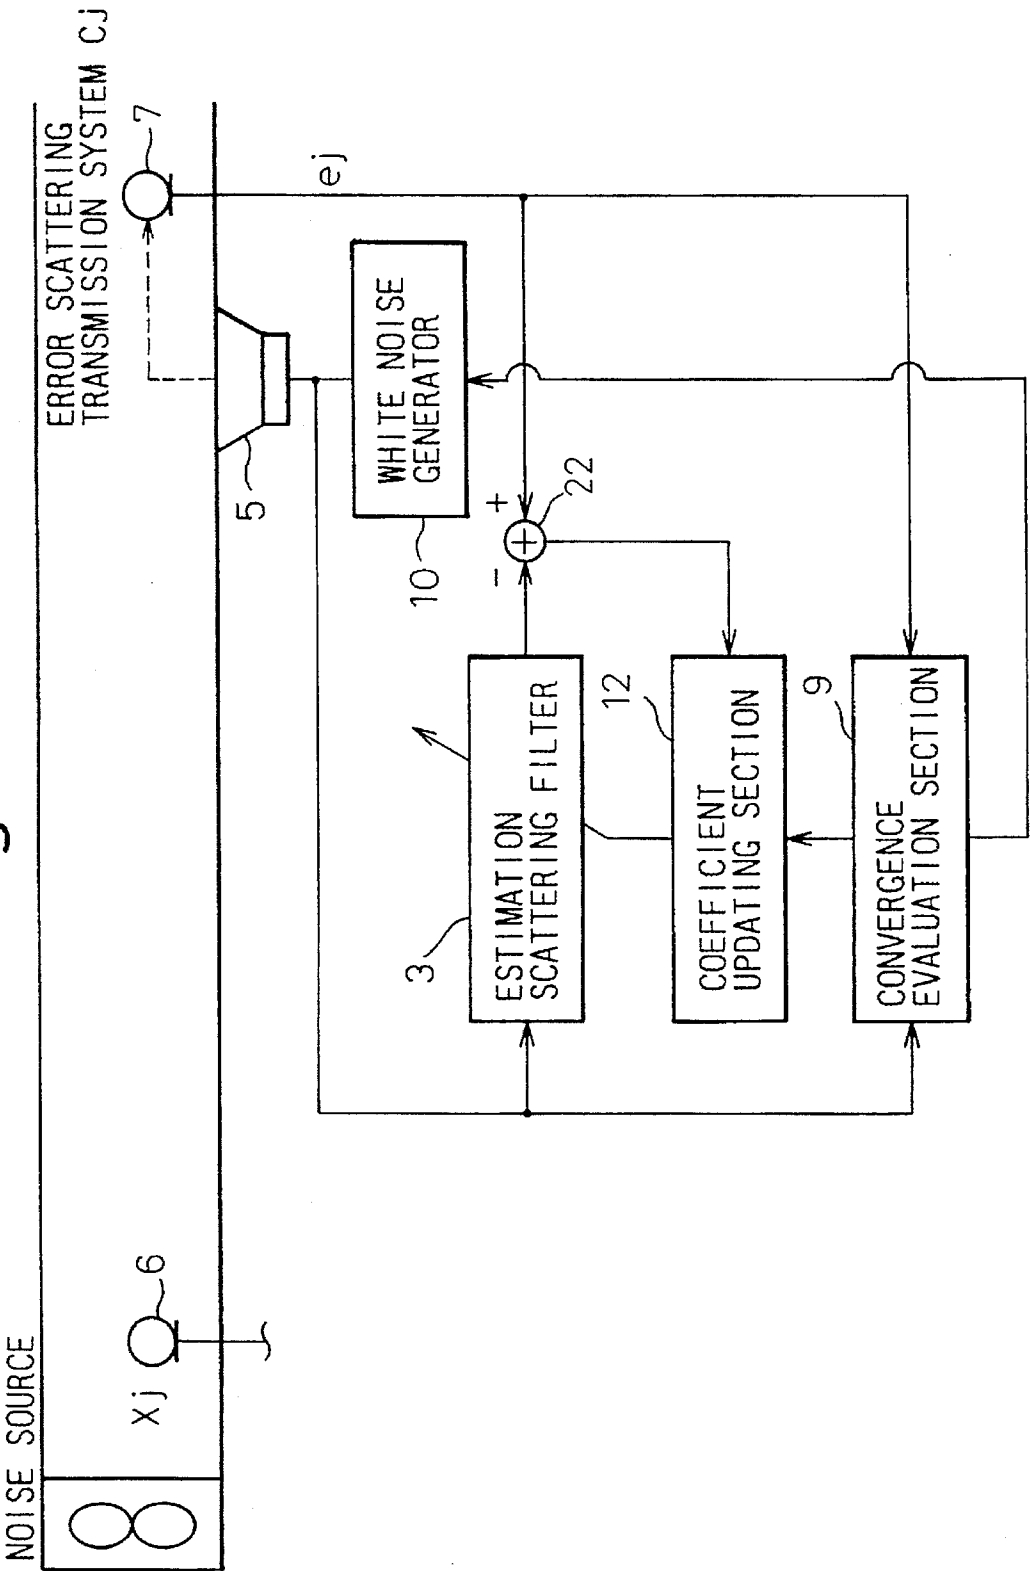 NOISE SOURCE
Xj
6
ERROR SCATTERING
TRANSMISSION SYSTEM Cj
7
5
ej
WHITE NOISE
GENERATOR
10
+
-
22
3
ESTIMATION
SCATTERING FILTER
12
COEFFICIENT
UPDATING SECTION
9
CONVERGENCE
EVALUATION SECTION